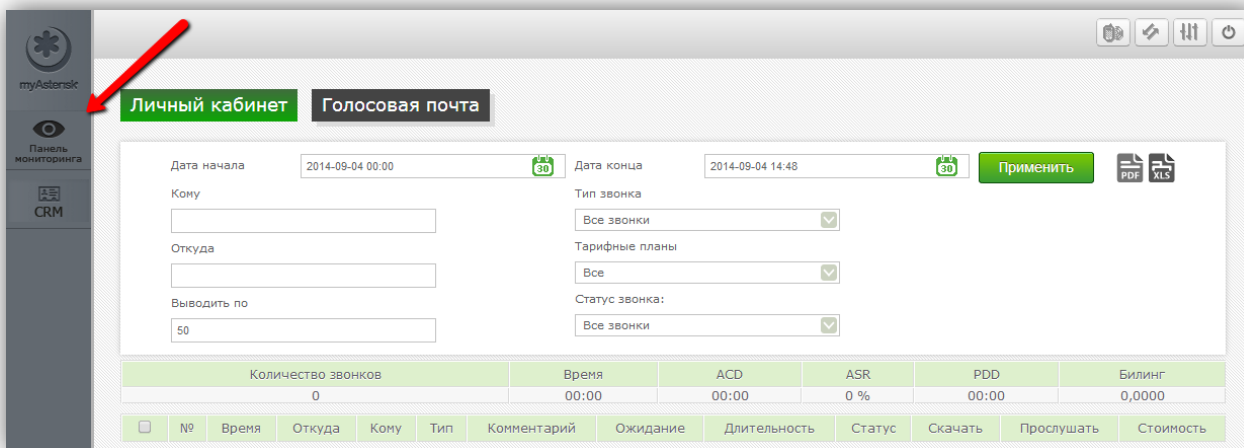 myAsterisk
Панель
мониторинга
CRM
Личный кабинет
Голосовая почта
Дата начала
2014-09-04 00:00
30
Дата конца
2014-09-04 14:48
30
Применить
PDF
XLS
Кому
Тип звонка
Все звонки
Откуда
Тарифные планы
Все
Выводить по
Статус звонка:
50
Все звонки
Количество звонков Время ACD ASR PDD Билинг
0 00:00 00:00 0 % 00:00 0,0000
№ Время Откуда Кому Тип Комментарий Ожидание Длительность Статус Скачать Прослушать Стоимость